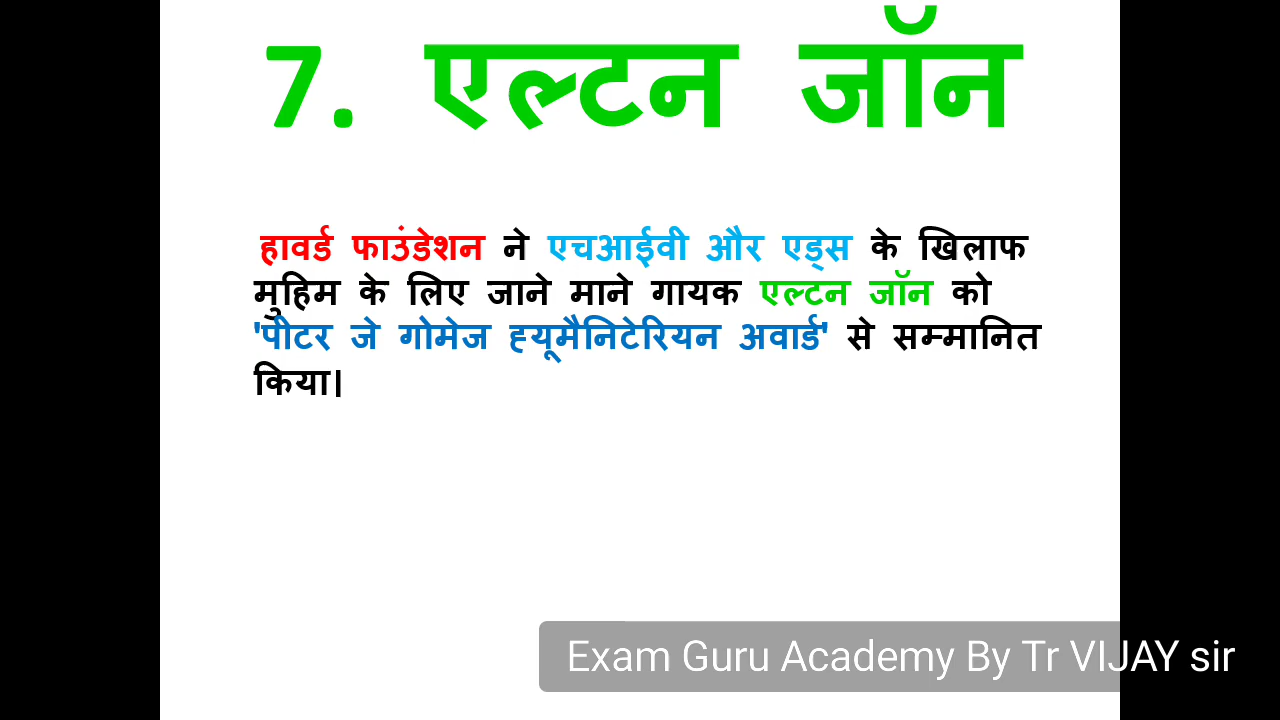 7. एल्टन जॉन
हावर्ड फाउंडेशन ने एचआईवी और एड्स के खिलाफ
मुहिम के लिए जाने माने गायक एल्टन जॉन को
'पीटर जे गोमेज ह्यूमैनिटेरियन अवार्ड' से सम्मानित
किया।
Exam Guru Academy By Tr VIJAY sir